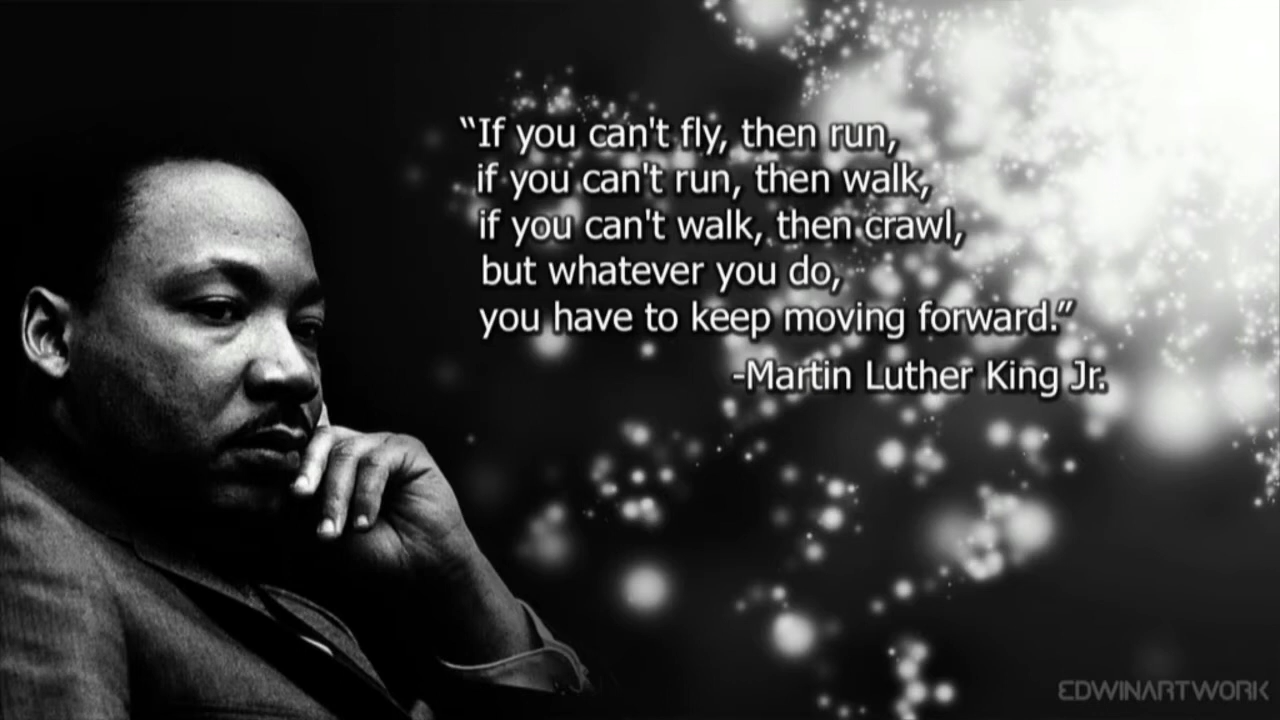 “If you can't fly, then run,
if you can't run, then walk,
if you can't walk, then crawl,
but whatever you do,
you have to keep moving forward.”
-Martin Luther King Jr.
EDWINARTWORK